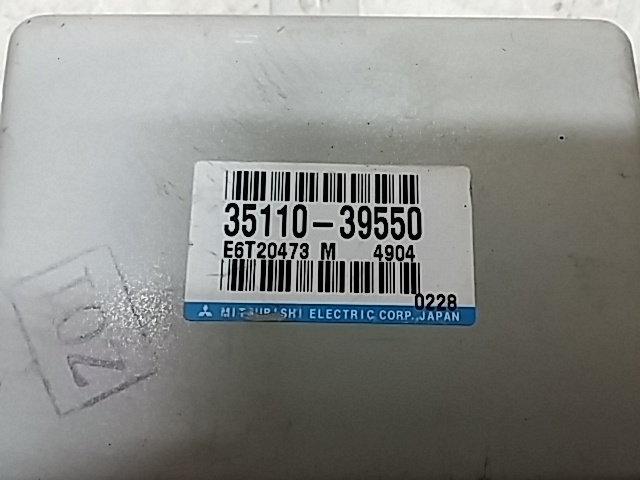 35110-39550
E6T20473 M 4904
0228
MITSUBISHI ELECTRIC CORP., JAPAN